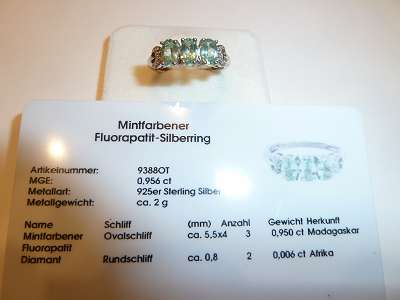 Mintfarbener
Fluorapatit-Silberring
Artikelnummer: 9388OT
MGE: 0,956 ct
Metallart: 925er Sterling Silber
Metallgewicht: ca. 2 g
Name Schliff (mm) Anzahl Gewicht Herkunft
Mintfarbener Ovalschliff ca. 5,5x4 3 0,950 ct Madagaskar
Fluorapatit
Diamant Rundschliff ca. 0,8 2 0,006 ct Afrika